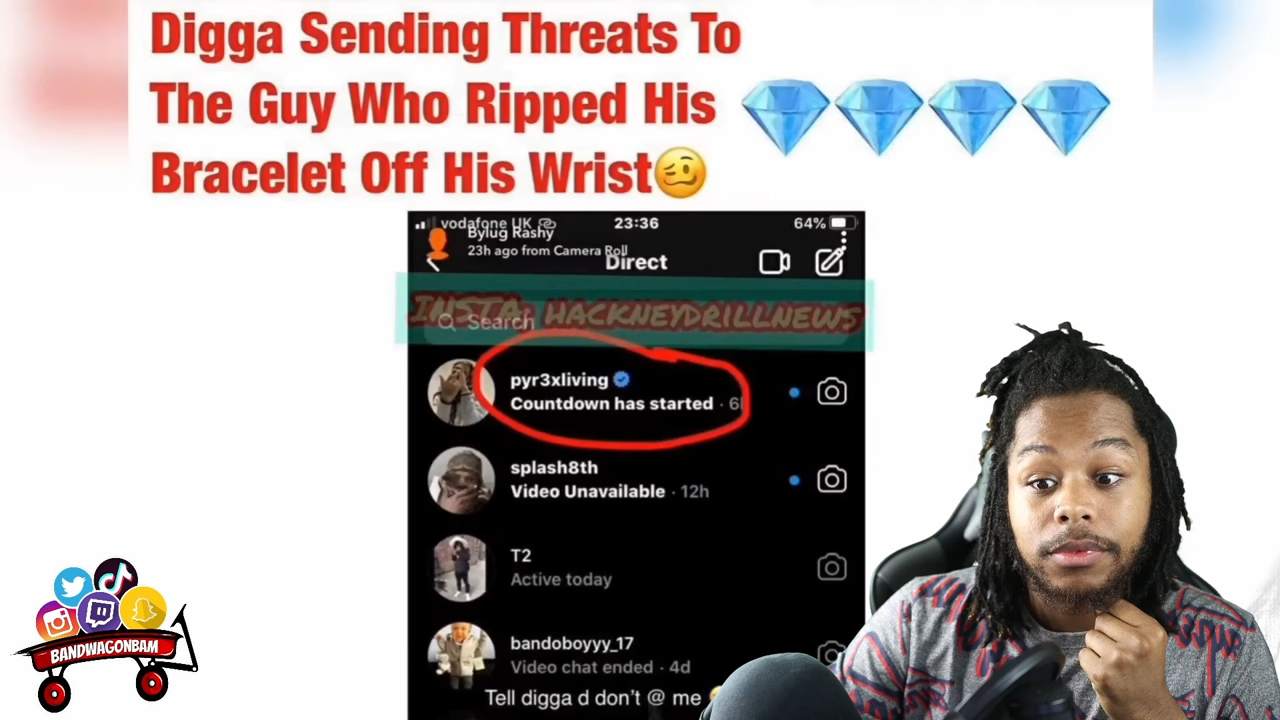 Digga Sending Threats To
The Guy Who Ripped His
Bracelet Off His Wrist🥴
vodafone UK 23:36 64%
Bylug Rashy
23h ago from Camera Roll
Direct
INSTA: HACKNEYDRILLNEWS
Search
pyr3xliving
Countdown has started · 6
splash8th
Video Unavailable · 12h
T2
Active today
bandoboyyy_17
Video chat ended · 4d
Tell digga d don't @ me
BANDWAGONBAM